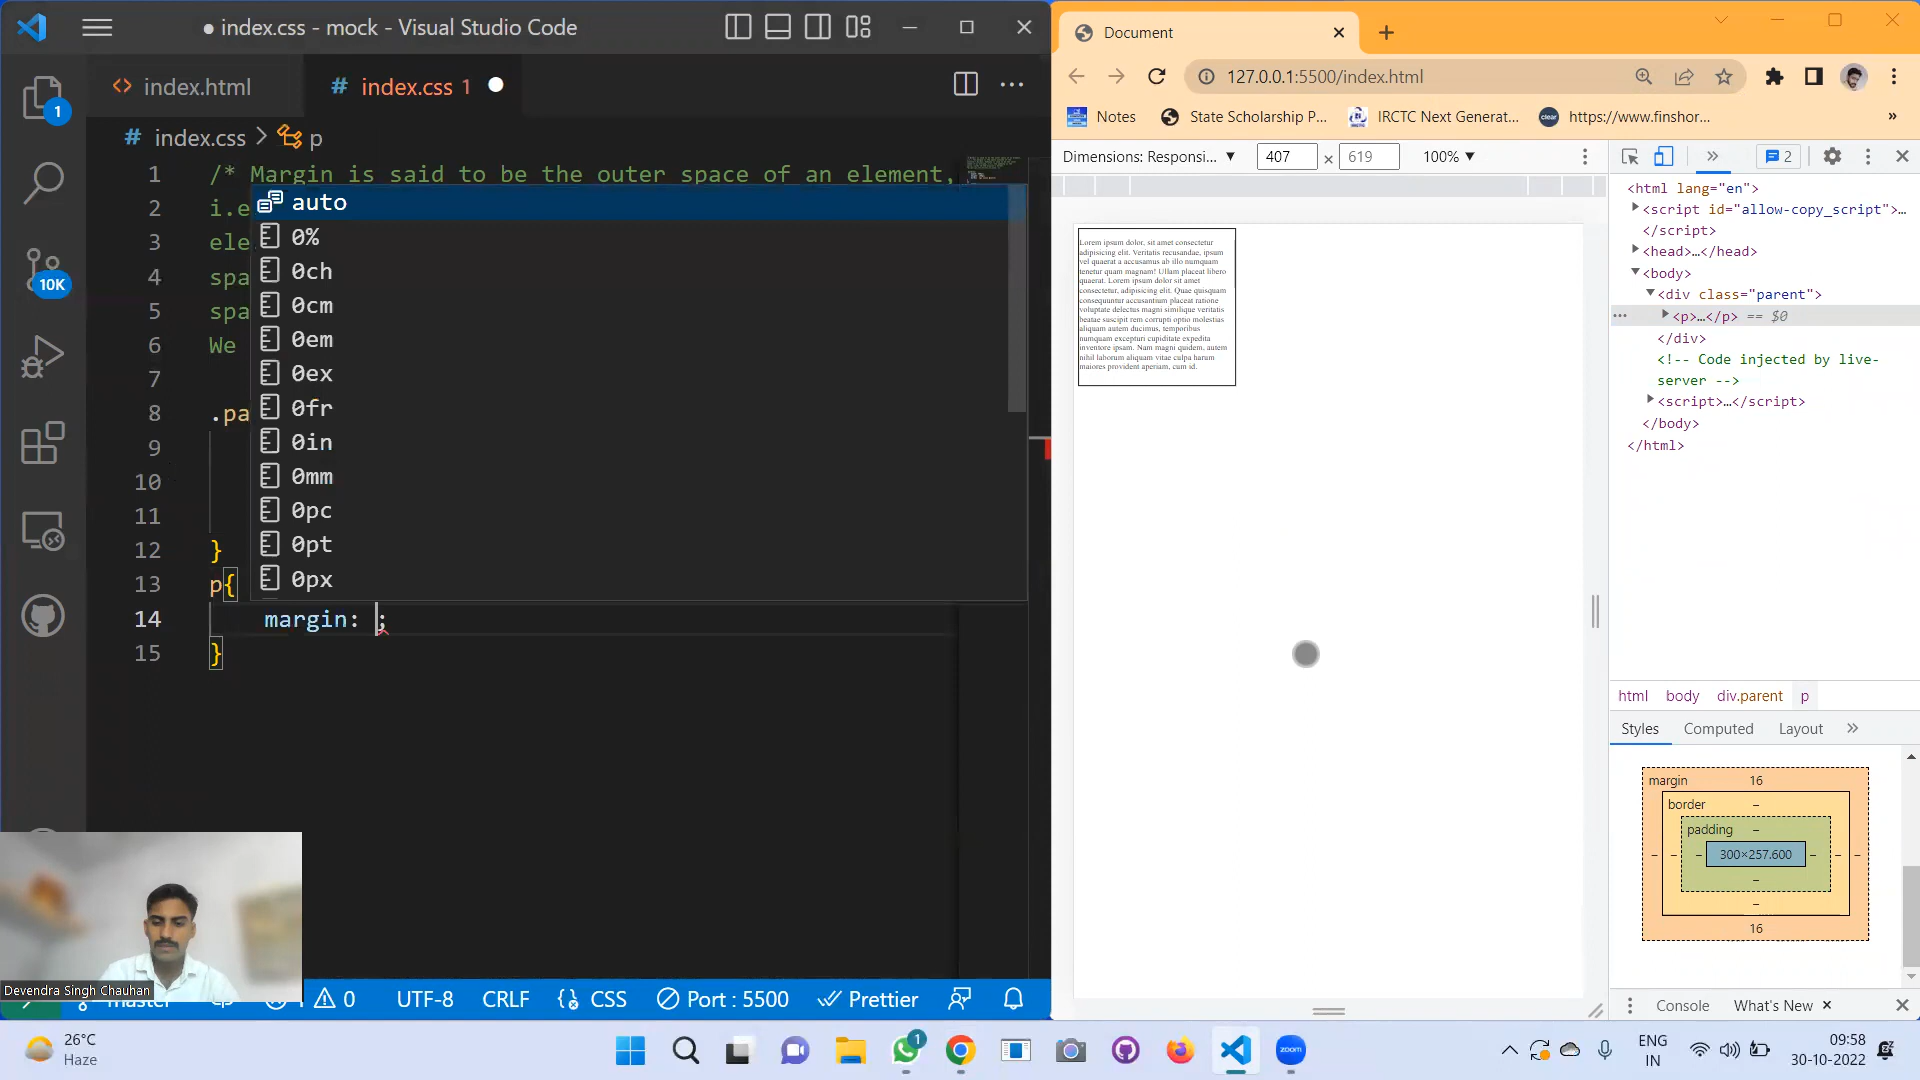 ● index.css - mock - Visual Studio Code
1
index.html
# index.css 1
# index.css > p
1 /* Margin is said to be the outer space of an element,
2 i.e
3 ele
4 spa
5 spa
6 We
7
8 .pa
9
10
11
12 }
13 p{
14 margin: ;
15 }
auto
0%
0ch
0cm
0em
0ex
0fr
0in
0mm
0pc
0pt
0px
10K
Devendra Singh Chauhan
0
UTF-8
CRLF
CSS
Port : 5500
Prettier
Document
127.0.0.1:5500/index.html
Notes
State Scholarship P...
IRCTC Next Generat...
clear
https://www.finshor...
»
Dimensions: Responsi... ▼
407 × 619
100% ▼
2
Lorem ipsum dolor, sit amet consectetur
adipisicing elit. Veritatis recusandae, ipsum
vel quaerat a accusamus ab illo numquam
tenetur quam magnam! Ullam placeat libero
quaerat. Lorem ipsum dolor sit amet
consectetur, adipisicing elit. Quae quisquam
consequuntur accusantium placeat ratione
voluptate delectus magni similique veritatis
beatae suscipit rem corrupti optio molestias
aliquam autem ducimus, temporibus
numquam excepturi cupiditate expedita
inventore ipsam. Nam magni quidem, autem
nihil laborum aliquam vitae culpa harum
maiores provident aperiam, cum id.
<html lang="en">
<script id="allow-copy_script">…
</script>
<head>…</head>
<body>
<div class="parent">
<p>…</p> == $0
</div>
<!-- Code injected by live-
server -->
<script>…</script>
</body>
</html>
html body div.parent p
Styles Computed Layout »
margin 16
border –
padding –
– – – 300×257.600 – – –
–
–
16
Console What's New
26°C
Haze
1
zoom
ENG
IN
09:58
30-10-2022